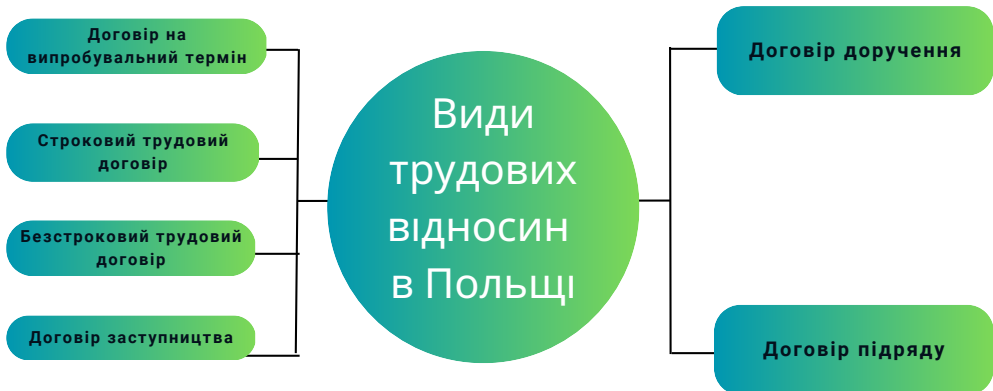 Договір на
випробувальний термін
Строковий трудовий
договір
Безстроковий трудовий
договір
Договір заступництва
Види
трудових
відносин
в Польщі
Договір доручення
Договір підряду